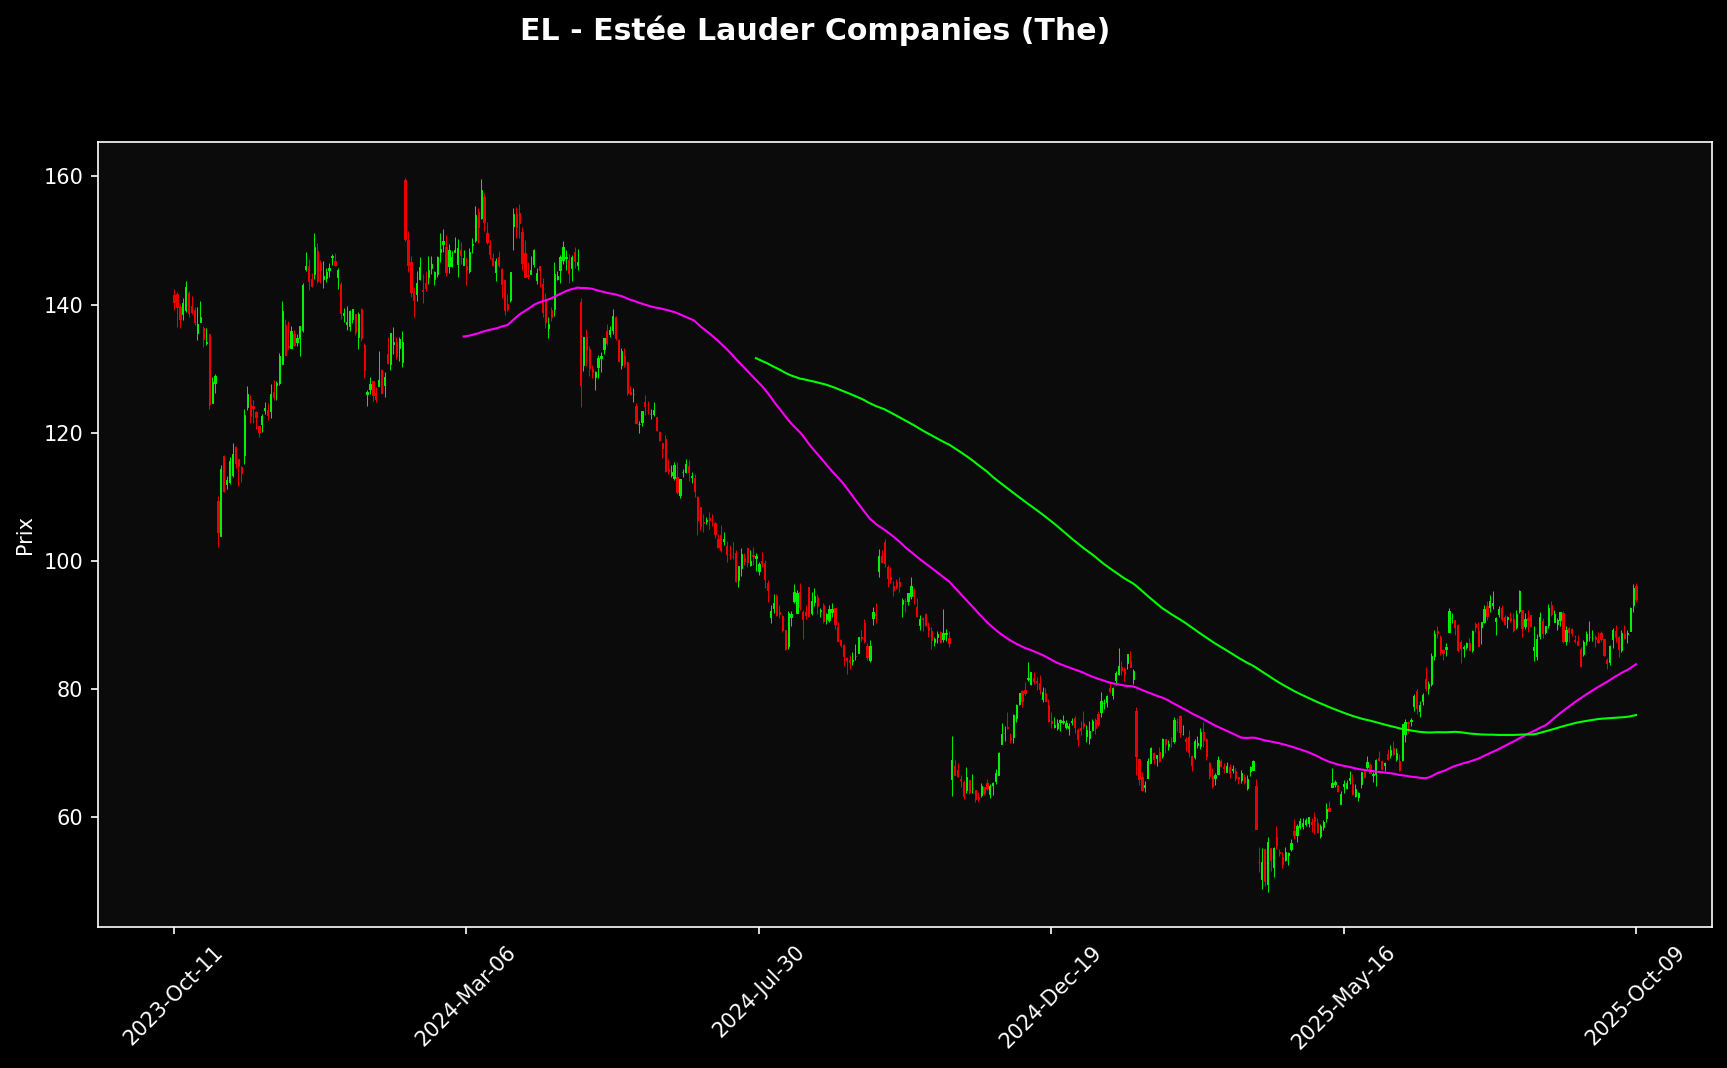 EL - Estée Lauder Companies (The)
Prix
160
140
120
100
80
60
2023-Oct-11
2024-Mar-06
2024-Jul-30
2024-Dec-19
2025-May-16
2025-Oct-09